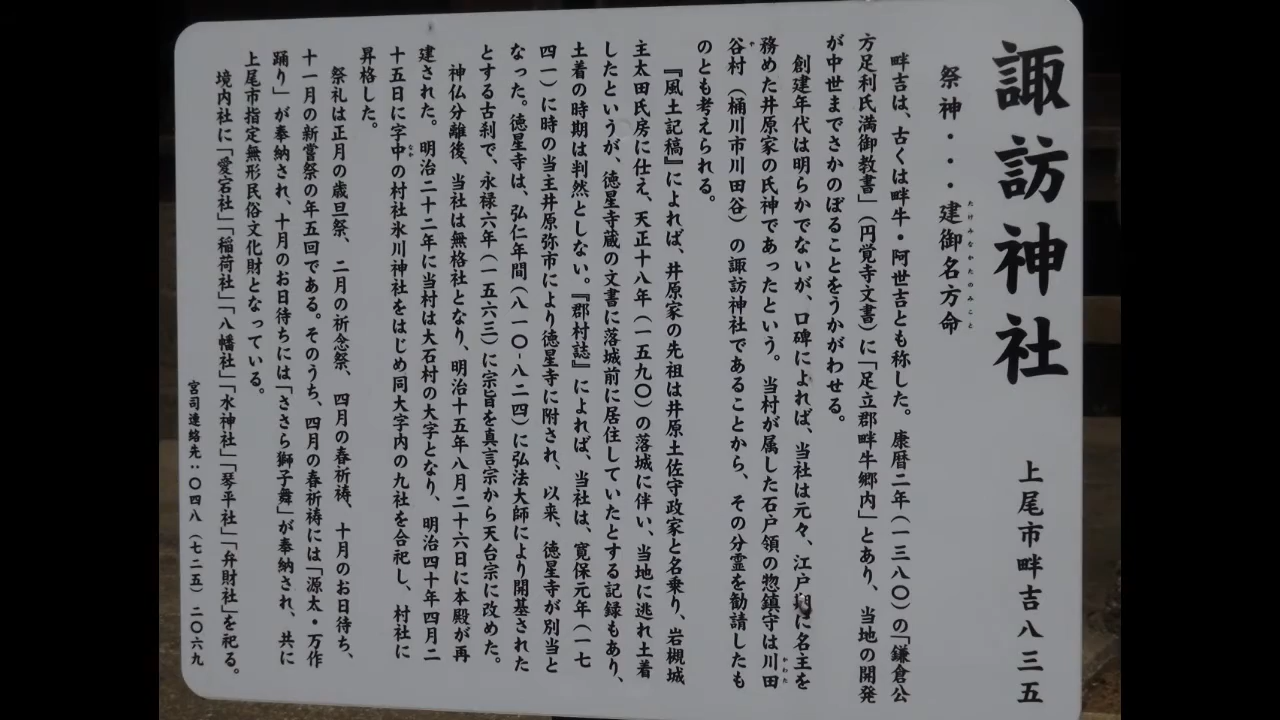 諏訪神社　上尾市畔吉八三五
祭神・・・建御名方命
たけみなかたのみこと
畔吉は、古くは畔牛・阿世吉とも称した。康暦二年（一三八〇）の「鎌倉公
方足利氏満御教書」（円覚寺文書）に「足立郡畔牛郷内」とあり、当地の開発
が中世までさかのぼることをうかがわせる。
創建年代は明らかでないが、口碑によれば、当社は元々、江戸期に名主を
務めた井原家の氏神であったという。当村が属した石戸領の惣鎮守は川田
かわた
谷村（桶川市川田谷）の諏訪神社であることから、その分霊を勧請したも
や
のとも考えられる。
『風土記稿』によれば、井原家の先祖は井原土佐守政家と名乗り、岩槻城
主太田氏房に仕え、天正十八年（一五九〇）の落城に伴い、当地に逃れ土着
したというが、徳星寺蔵の文書に落城前に居住していたとする記録もあり、
土着の時期は判然としない。『郡村誌』によれば、当社は、寛保元年（一七
四一）に時の当主井原弥市により徳星寺に附され、以来、徳星寺が別当と
なった。徳星寺は、弘仁年間（八一〇-八二四）に弘法大師により開基された
とする古刹で、永禄六年（一五六三）に宗旨を真言宗から天台宗に改めた。
神仏分離後、当社は無格社となり、明治十五年八月二十六日に本殿が再
建された。明治二十二年に当村は大石村の大字となり、明治四十年四月二
十五日に字中の村社氷川神社をはじめ同大字内の九社を合祀し、村社に
なか
昇格した。
祭礼は正月の歳旦祭、二月の祈念祭、四月の春祈祷、十月のお日待ち、
十一月の新嘗祭の年五回である。そのうち、四月の春祈祷には「源太・万作
踊り」が奉納され、十月のお日待ちには「ささら獅子舞」が奉納され、共に
上尾市指定無形民俗文化財となっている。
境内社に「愛宕社」「稲荷社」「八幡社」「水神社」「琴平社」「弁財社」を祀る。
宮司連絡先：〇四八（七二五）二〇六九